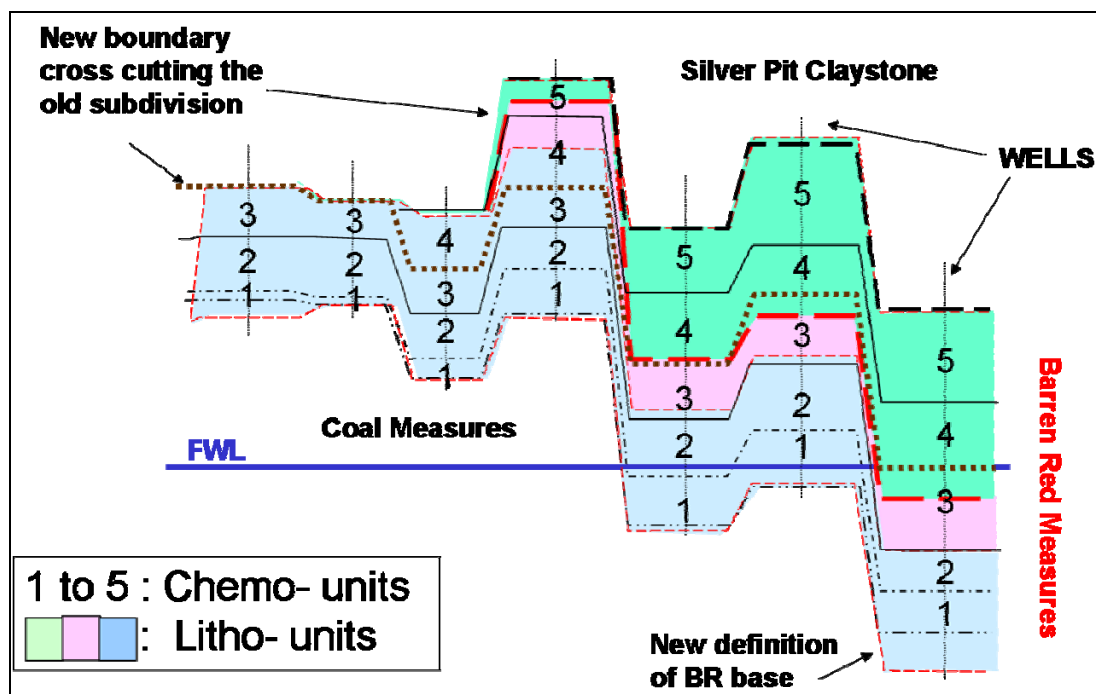 New boundary
cross cutting the
old subdivision
Silver Pit Claystone
WELLS
5
4
3
2
1
3
2
1
3
2
1
4
3
2
1
5
4
3
2
1
5
4
3
2
1
5
4
3
2
1
Coal Measures
FWL
Barren Red Measures
New definition
of BR base
1 to 5 : Chemo- units
: Litho- units